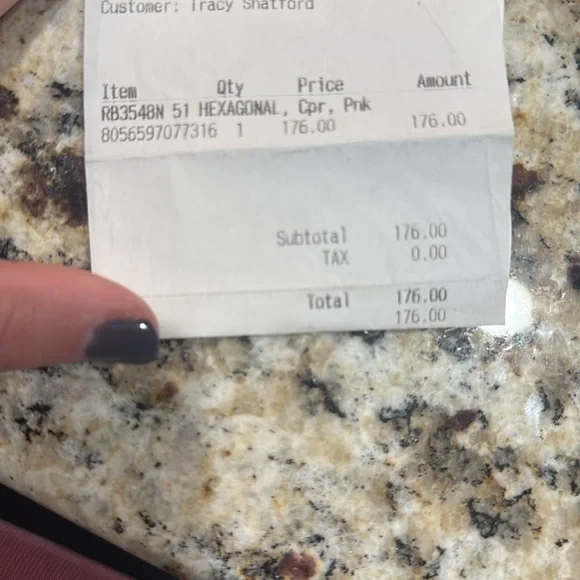 Customer: Tracy Shatford
Item Qty Price Amount
RB3548N 51 HEXAGONAL, Cpr, Pnk
8056597077316 1 176.00 176.00
Subtotal 176.00
TAX 0.00
Total 176.00
176.00